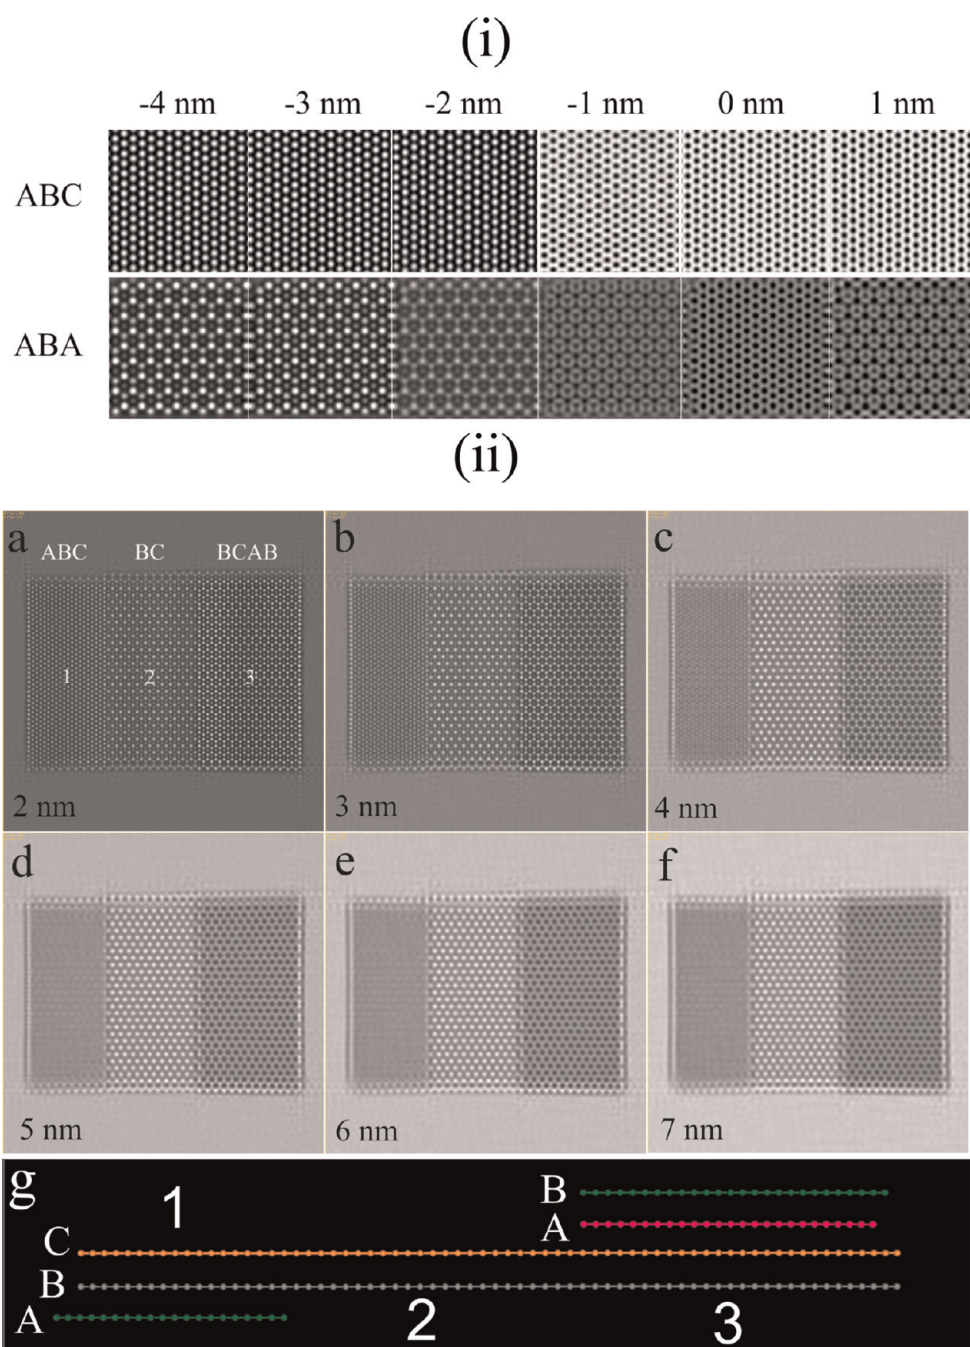 (i)
-4 nm -3 nm -2 nm -1 nm 0 nm 1 nm
ABC
ABA
(ii)
a ABC BC BCAB
1 2 3
2 nm
b
3 nm
c
4 nm
d
5 nm
e
6 nm
f
7 nm
g
1
B
A
C
B
A
2 3